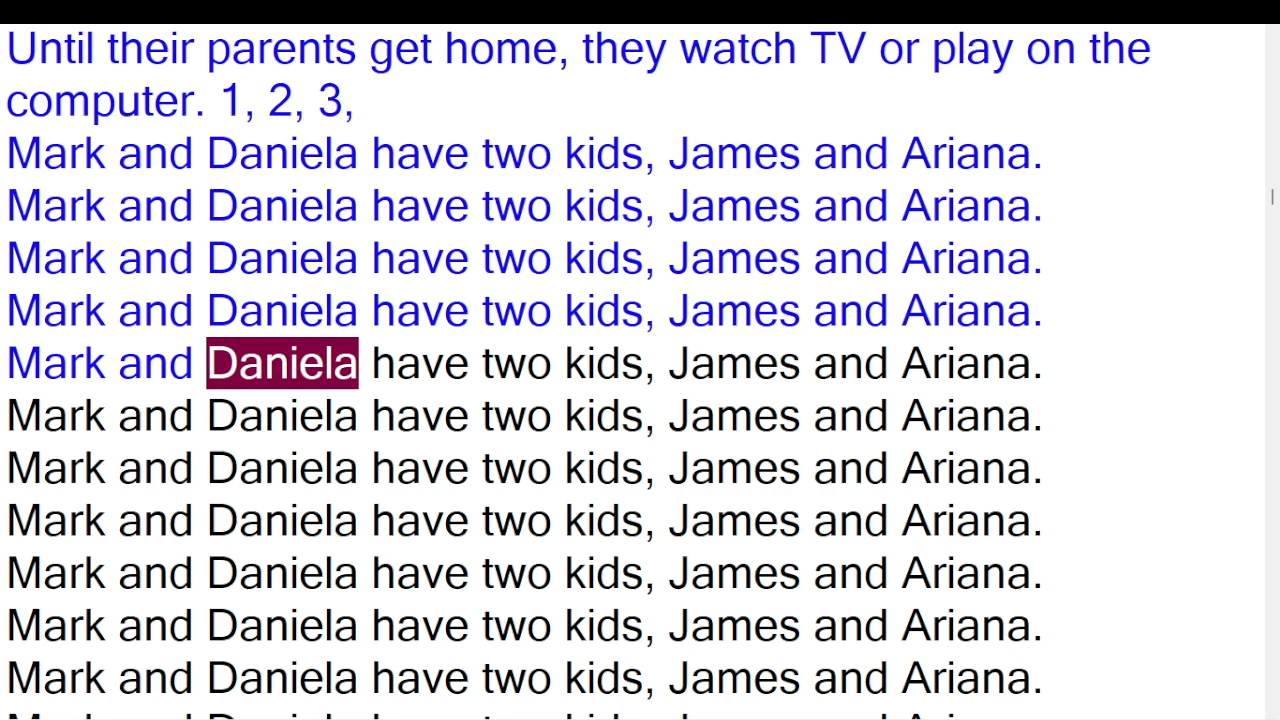 Until their parents get home, they watch TV or play on the
computer. 1, 2, 3,
Mark and Daniela have two kids, James and Ariana.
Mark and Daniela have two kids, James and Ariana.
Mark and Daniela have two kids, James and Ariana.
Mark and Daniela have two kids, James and Ariana.
Mark and Daniela have two kids, James and Ariana.
Mark and Daniela have two kids, James and Ariana.
Mark and Daniela have two kids, James and Ariana.
Mark and Daniela have two kids, James and Ariana.
Mark and Daniela have two kids, James and Ariana.
Mark and Daniela have two kids, James and Ariana.
Mark and Daniela have two kids, James and Ariana.